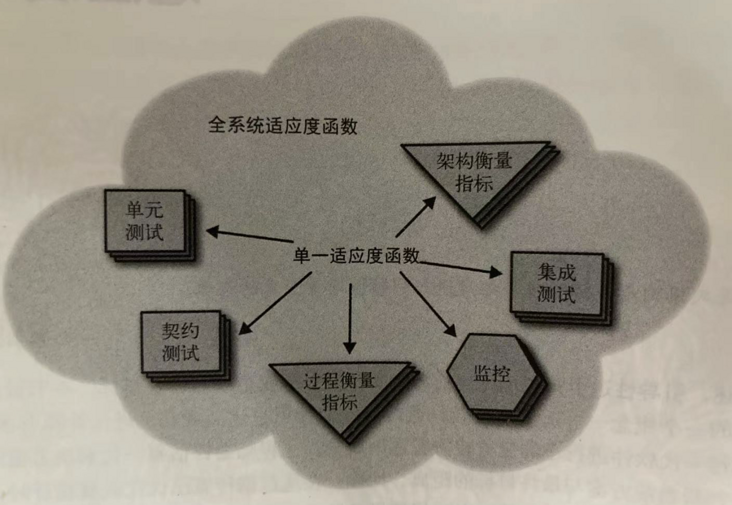 全系统适应度函数
架构衡量
指标
单元
测试
单一适应度函数
集成
测试
契约
测试
过程衡量
指标
监控